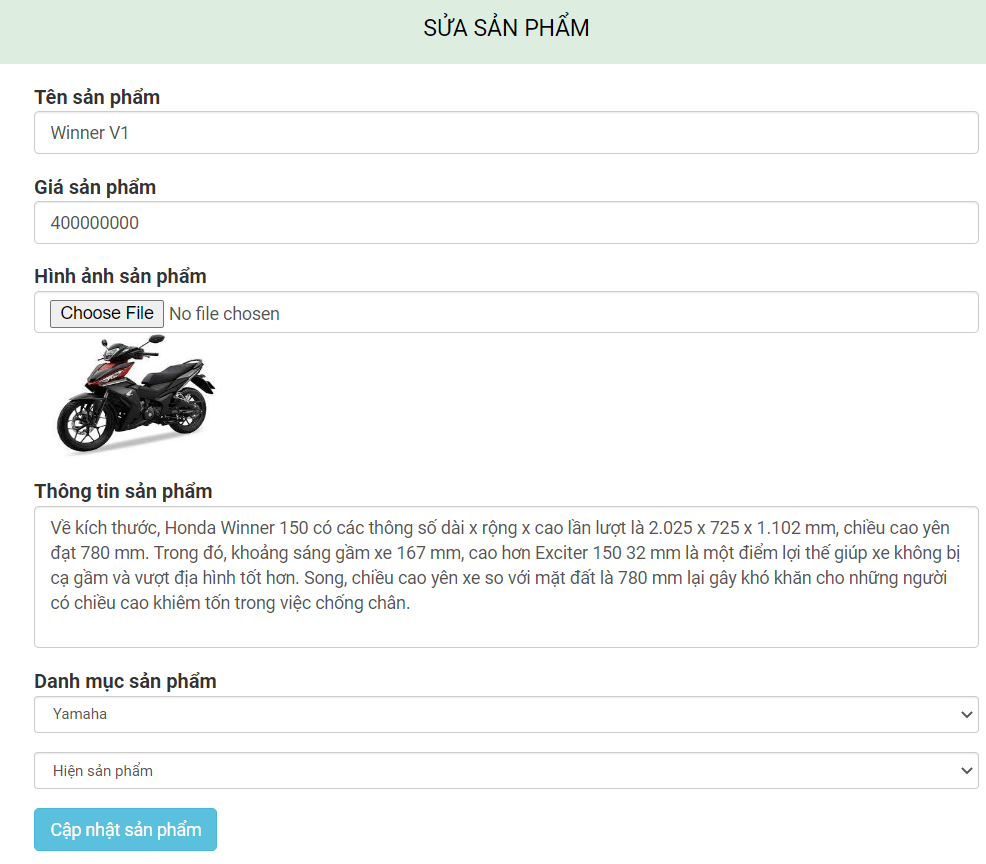 SỬA SẢN PHẨM
Tên sản phẩm
Winner V1
Giá sản phẩm
400000000
Hình ảnh sản phẩm
Choose File No file chosen
Thông tin sản phẩm
Về kích thước, Honda Winner 150 có các thông số dài x rộng x cao lần lượt là 2.025 x 725 x 1.102 mm, chiều cao yên
đạt 780 mm. Trong đó, khoảng sáng gầm xe 167 mm, cao hơn Exciter 150 32 mm là một điểm lợi thế giúp xe không bị
cạ gầm và vượt địa hình tốt hơn. Song, chiều cao yên xe so với mặt đất là 780 mm lại gây khó khăn cho những người
có chiều cao khiêm tốn trong việc chống chân.
Danh mục sản phẩm
Yamaha
Hiện sản phẩm
Cập nhật sản phẩm